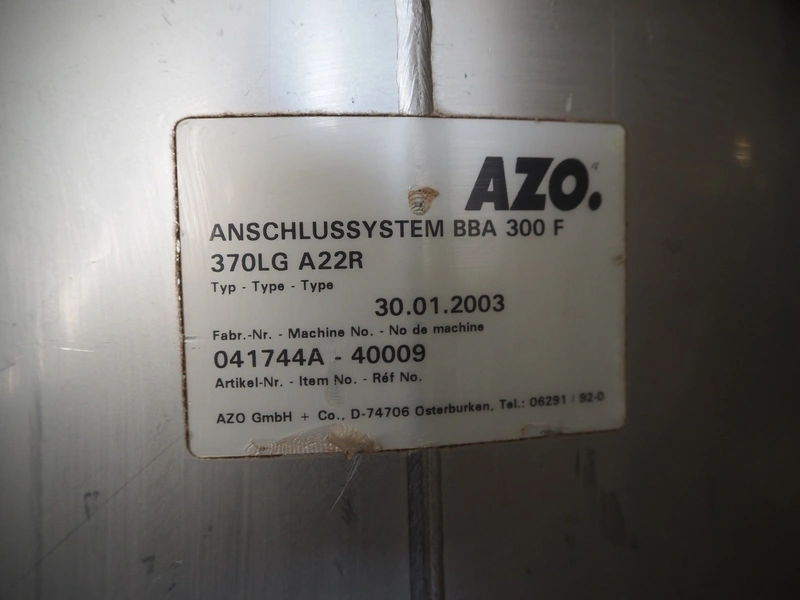 AZO.
ANSCHLUSSYSTEM BBA 300 F
370LG A22R
Typ - Type - Type
30.01.2003
Fabr.-Nr. - Machine No. - No de machine
041744A - 40009
Artikel-Nr. - Item No. - Réf No.
AZO GmbH + Co., D-74706 Osterburken, Tel.: 06291 / 92-0